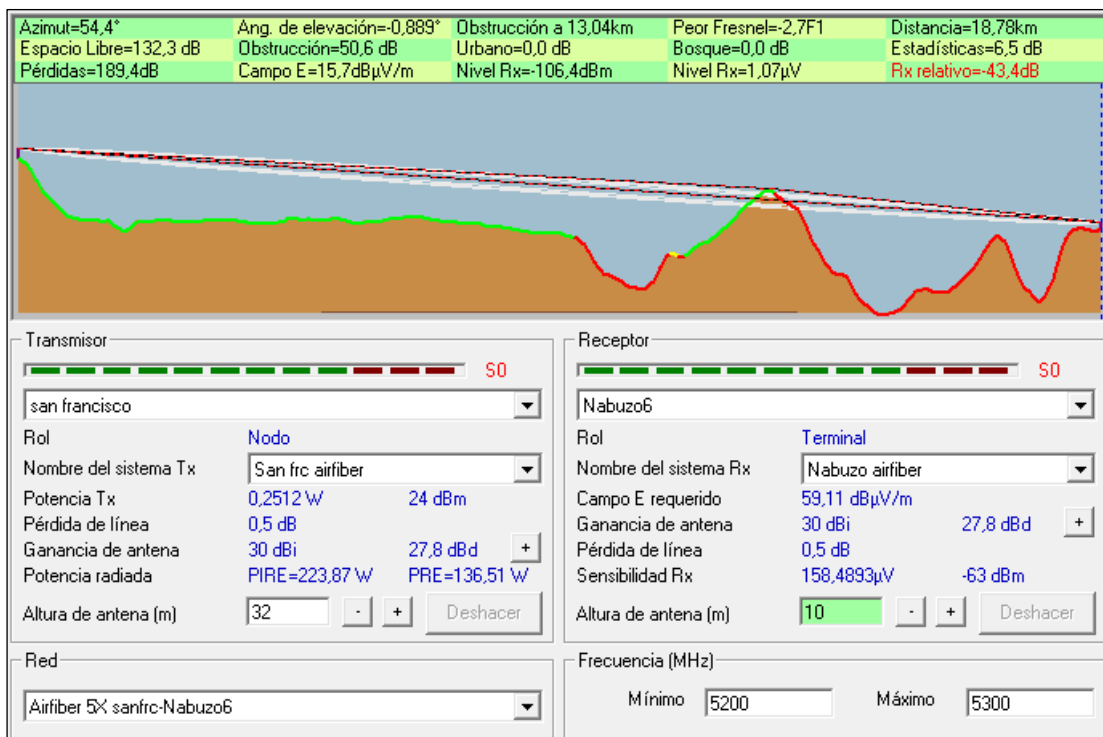 Azimut=54,4° Ang. de elevación=-0,889° Obstrucción a 13,04km Peor Fresnel=-2,7F1 Distancia=18,78km
Espacio Libre=132,3 dB Obstrucción=50,6 dB Urbano=0,0 dB Bosque=0,0 dB Estadísticas=6,5 dB
Pérdidas=189,4dB Campo E=15,7dBµV/m Nivel Rx=-106,4dBm Nivel Rx=1,07µV Rx relativo=-43,4dB
Transmisor
S0
san francisco
Rol Nodo
Nombre del sistema Tx San frc airfiber
Potencia Tx 0,2512 W 24 dBm
Pérdida de línea 0,5 dB
Ganancia de antena 30 dBi 27,8 dBd +
Potencia radiada PIRE=223,87 W PRE=136,51 W
Altura de antena (m) 32 - + Deshacer
Receptor
S0
Nabuzo6
Rol Terminal
Nombre del sistema Rx Nabuzo airfiber
Campo E requerido 59,11 dBµV/m
Ganancia de antena 30 dBi 27,8 dBd +
Pérdida de línea 0,5 dB
Sensibilidad Rx 158,4893µV -63 dBm
Altura de antena (m) 10 - + Deshacer
Red
Airfiber 5X sanfrc-Nabuzo6
Frecuencia (MHz)
Mínimo 5200 Máximo 5300